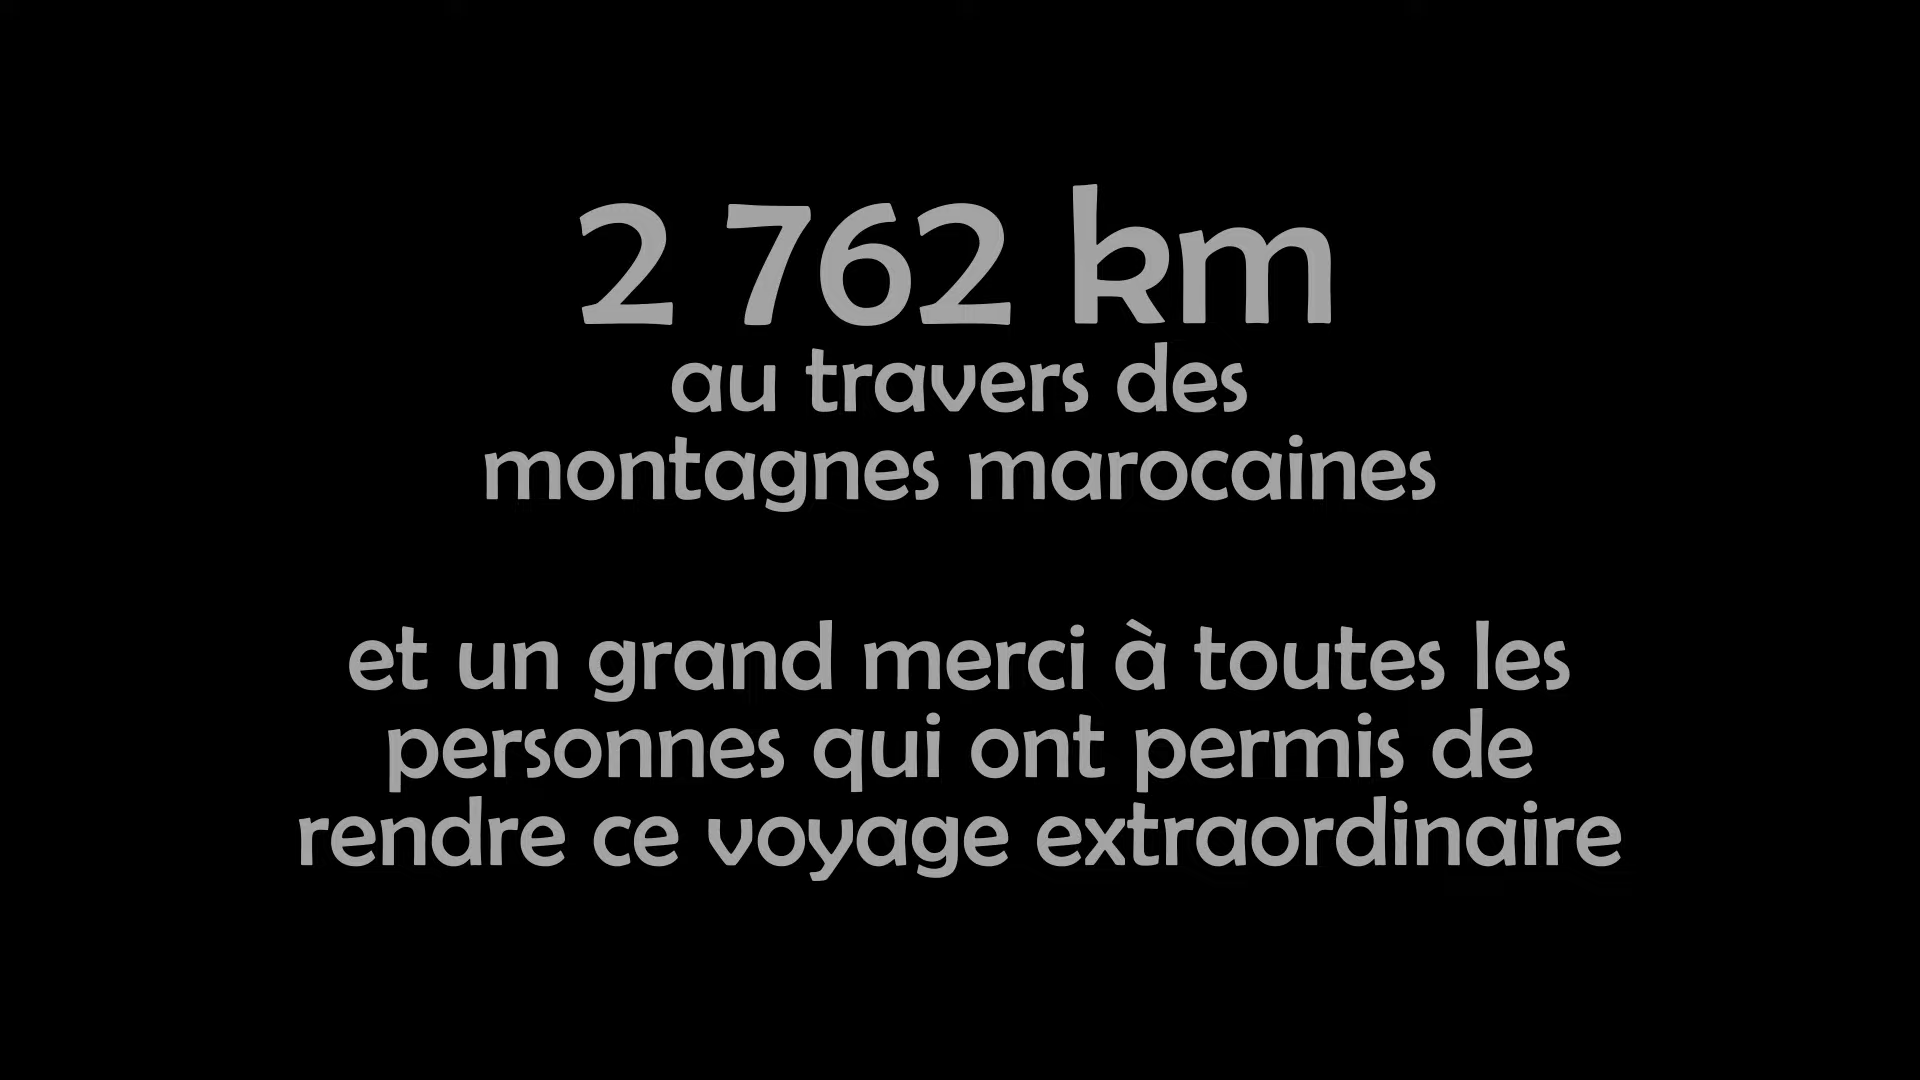 2 762 km
au travers des
montagnes marocaines
et un grand merci à toutes les
personnes qui ont permis de
rendre ce voyage extraordinaire